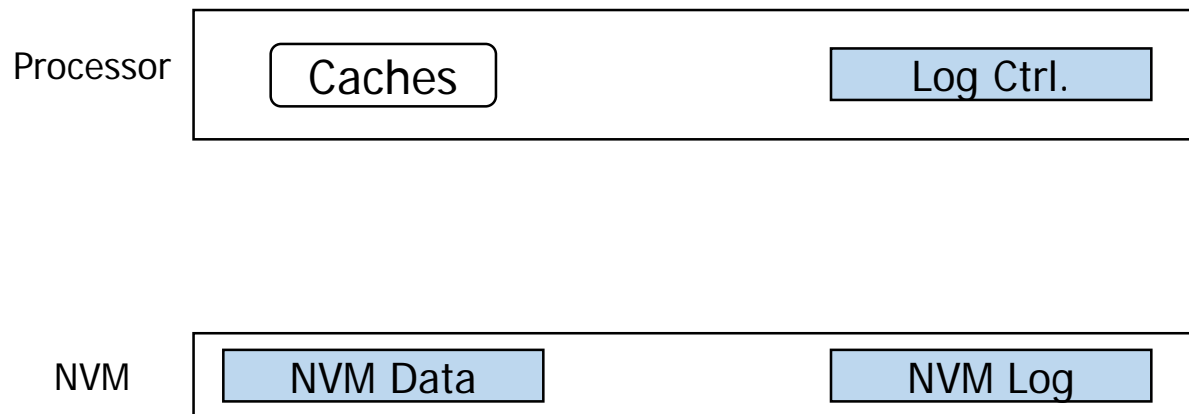 Processor
Caches
Log Ctrl.
NVM
NVM Data
NVM Log